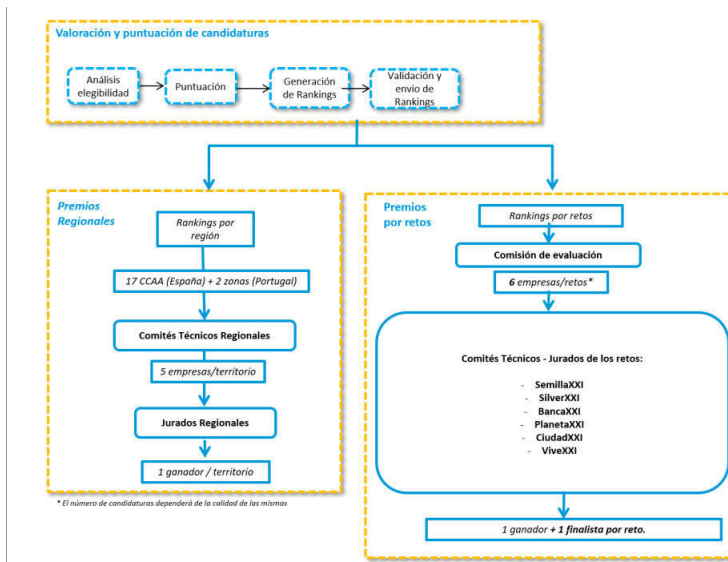 Valoración y puntuación de candidaturas
Análisis
elegibilidad
Puntuación
Generación
de Rankings
Validación y
envio de
Rankings
Premios
Regionales
Rankings por
región
17 CCAA (España) + 2 zonas (Portugal)
Comités Técnicos Regionales
5 empresas/territorio
Jurados Regionales
1 ganador / territorio
* El número de candidaturas dependerá de la calidad de las mismas
Premios
por retos
Rankings por retos
Comisión de evaluación
6 empresas/retos*
Comités Técnicos - Jurados de los retos:
- SemillaXXI
- SilverXXI
- BancaXXI
- PlanetaXXI
- CiudadXXI
- ViveXXI
1 ganador + 1 finalista por reto.